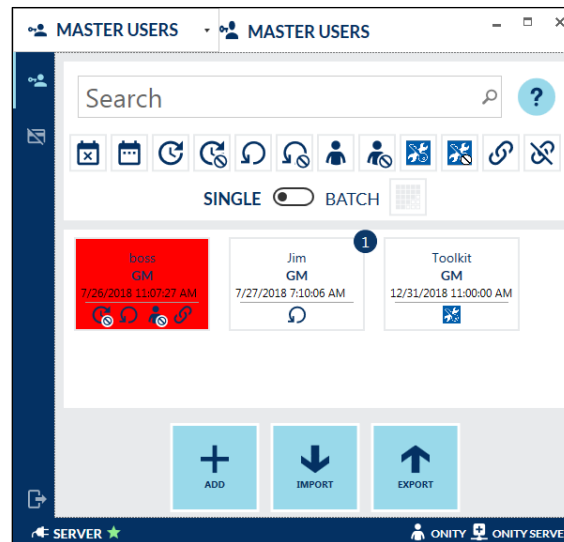 MASTER USERS
MASTER USERS
Search
?
SINGLE BATCH
1
boss
GM
7/26/2018 11:07:27 AM
Jim
GM
7/27/2018 7:10:06 AM
Toolkit
GM
12/31/2018 11:00:00 AM
ADD
IMPORT
EXPORT
SERVER
ONITY
ONITY SERVE